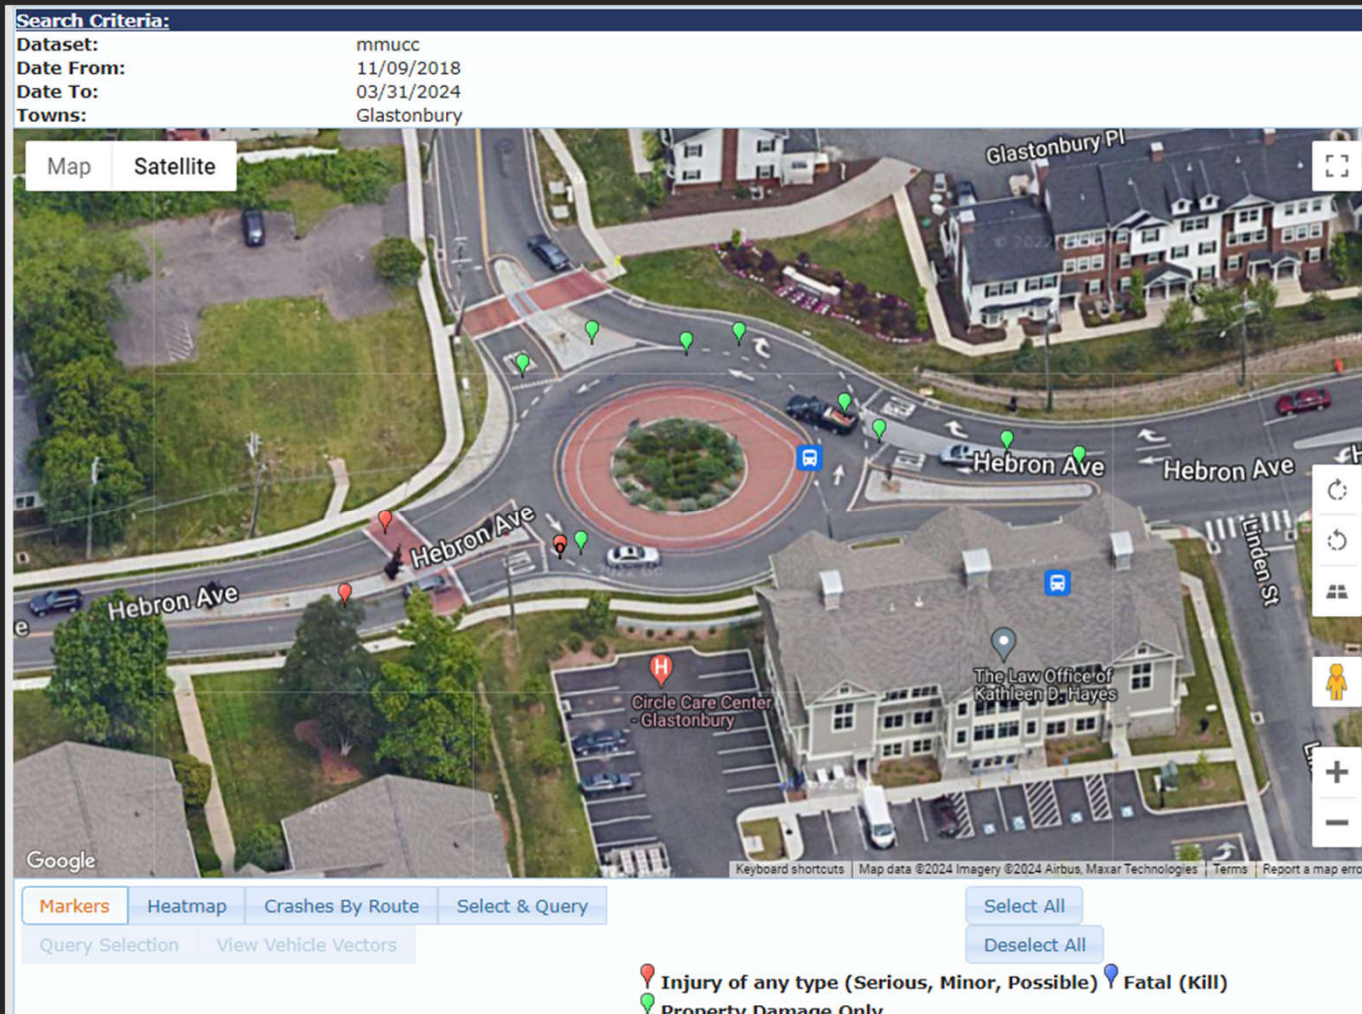 Search Criteria:
Dataset: mmucc
Date From: 11/09/2018
Date To: 03/31/2024
Towns: Glastonbury
Map Satellite
Glastonbury Pl
Hebron Ave
Hebron Ave
Hebron Ave
Hebron Ave
Linden St
e
H
The Law Office of
Kathleen D. Hayes
Circle Care Center
- Glastonbury
Google
Keyboard shortcuts Map data ©2024 Imagery ©2024 Airbus, Maxar Technologies Terms Report a map erro
Markers Heatmap Crashes By Route Select & Query Select All
Query Selection View Vehicle Vectors Deselect All
Injury of any type (Serious, Minor, Possible) Fatal (Kill)
Property Damage Only